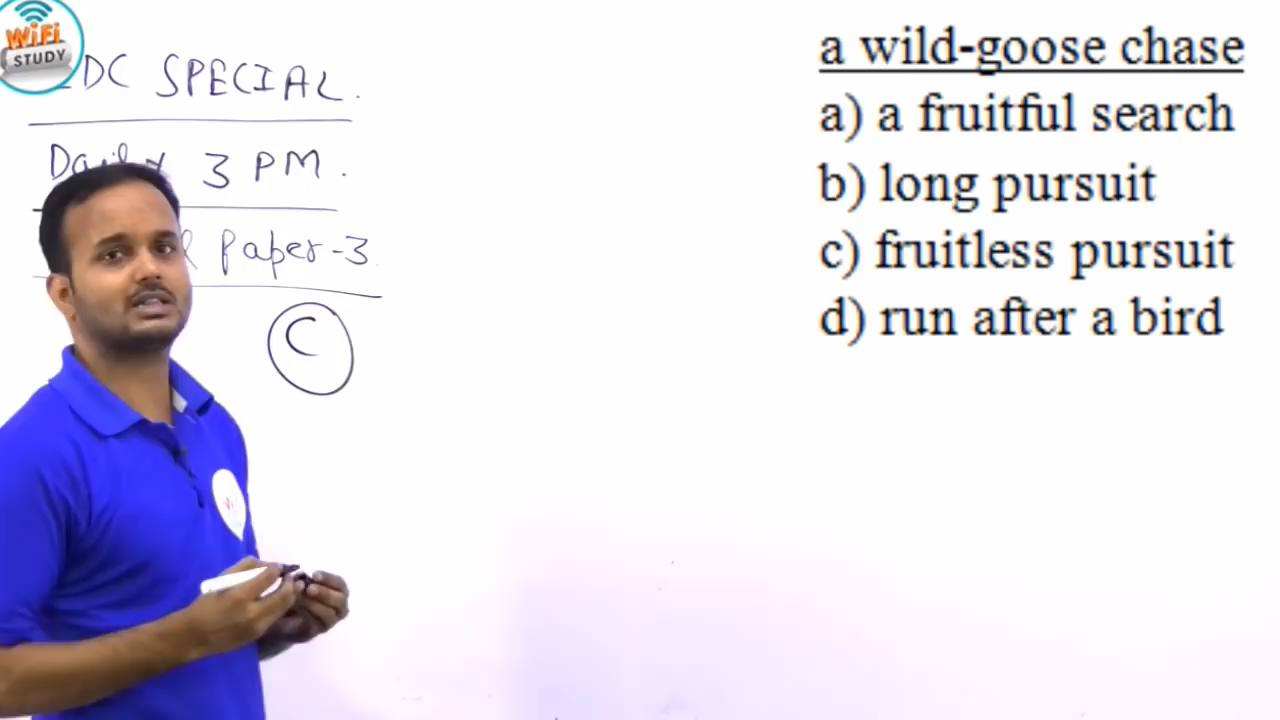 WiFi
STUDY
DC SPECIAL.
Daily 3 PM.
Paper-3
C
a wild-goose chase
a) a fruitful search
b) long pursuit
c) fruitless pursuit
d) run after a bird